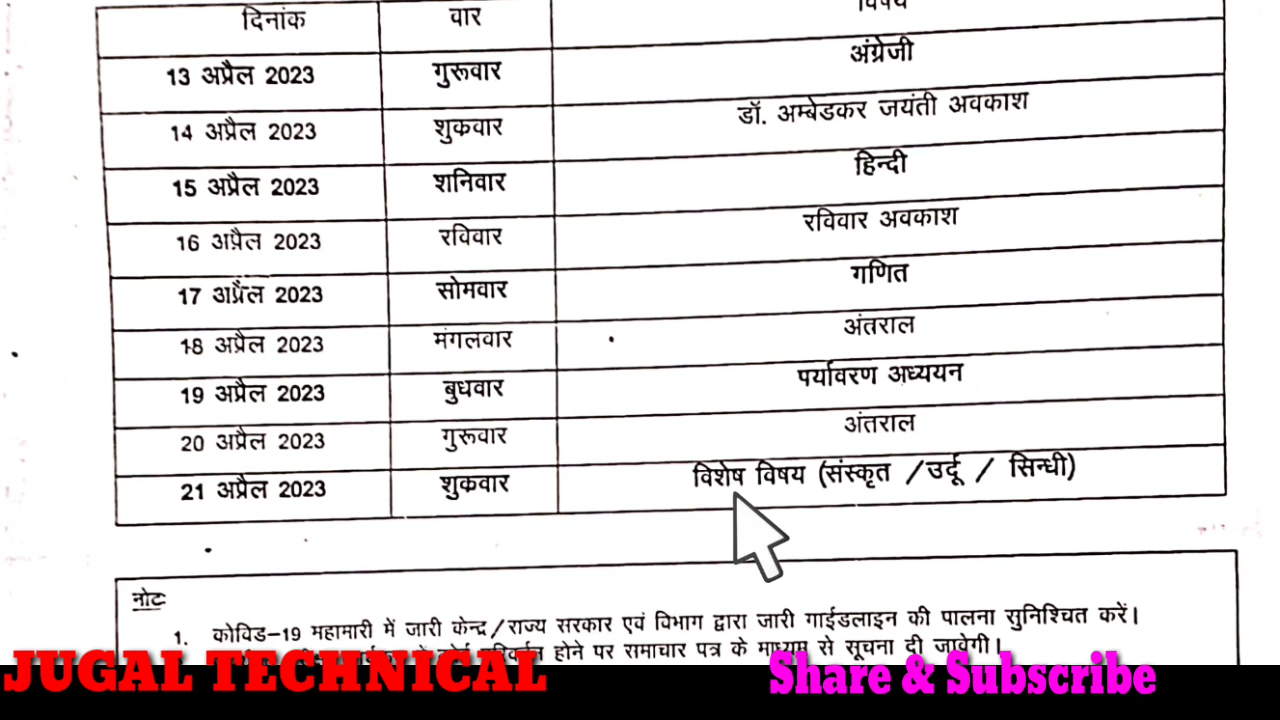 दिनांक वार विषय
13 अप्रैल 2023 गुरूवार अंग्रेजी
14 अप्रैल 2023 शुकवार डॉ. अम्बेडकर जयंती अवकाश
15 अप्रैल 2023 शनिवार हिन्दी
16 अप्रैल 2023 रविवार रविवार अवकाश
17 अप्रैल 2023 सोमवार गणित
18 अप्रैल 2023 मंगलवार अंतराल
19 अप्रैल 2023 बुधवार पर्यावरण अध्ययन
20 अप्रैल 2023 गुरूवार अंतराल
21 अप्रैल 2023 शुकवार विशेष विषय (संस्कृत /उर्दू / सिन्धी)
नोटः
1. कोविड-19 महामारी में जारी केन्द्र/राज्य सरकार एवं विभाग द्वारा जारी गाईडलाइन की पालना सुनिश्चित करें।
होने पर समाचार पत्र के माध्यम से सूचना दी जावेगी।
JUGAL TECHNICAL Share & Subscribe